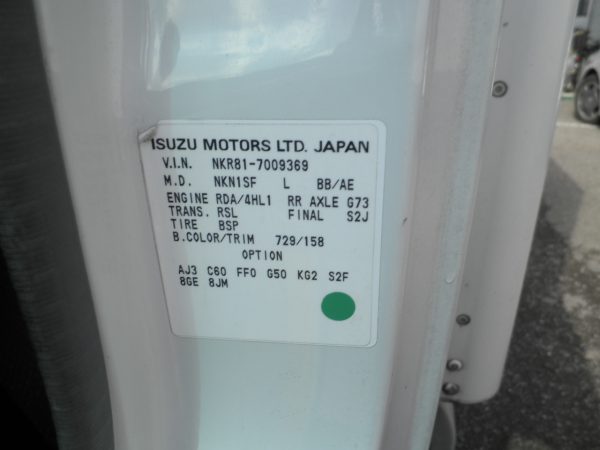 ISUZU MOTORS LTD. JAPAN
V.I.N. NKR81-7009369
M.D. NKN1SF L BB/AE
ENGINE RDA/4HL1 RR AXLE G73
TRANS. RSL FINAL S2J
TIRE BSP
B.COLOR/TRIM 729/158
OPTION
AJ3 C60 FF0 G50 KG2 S2F
8GE 8JM